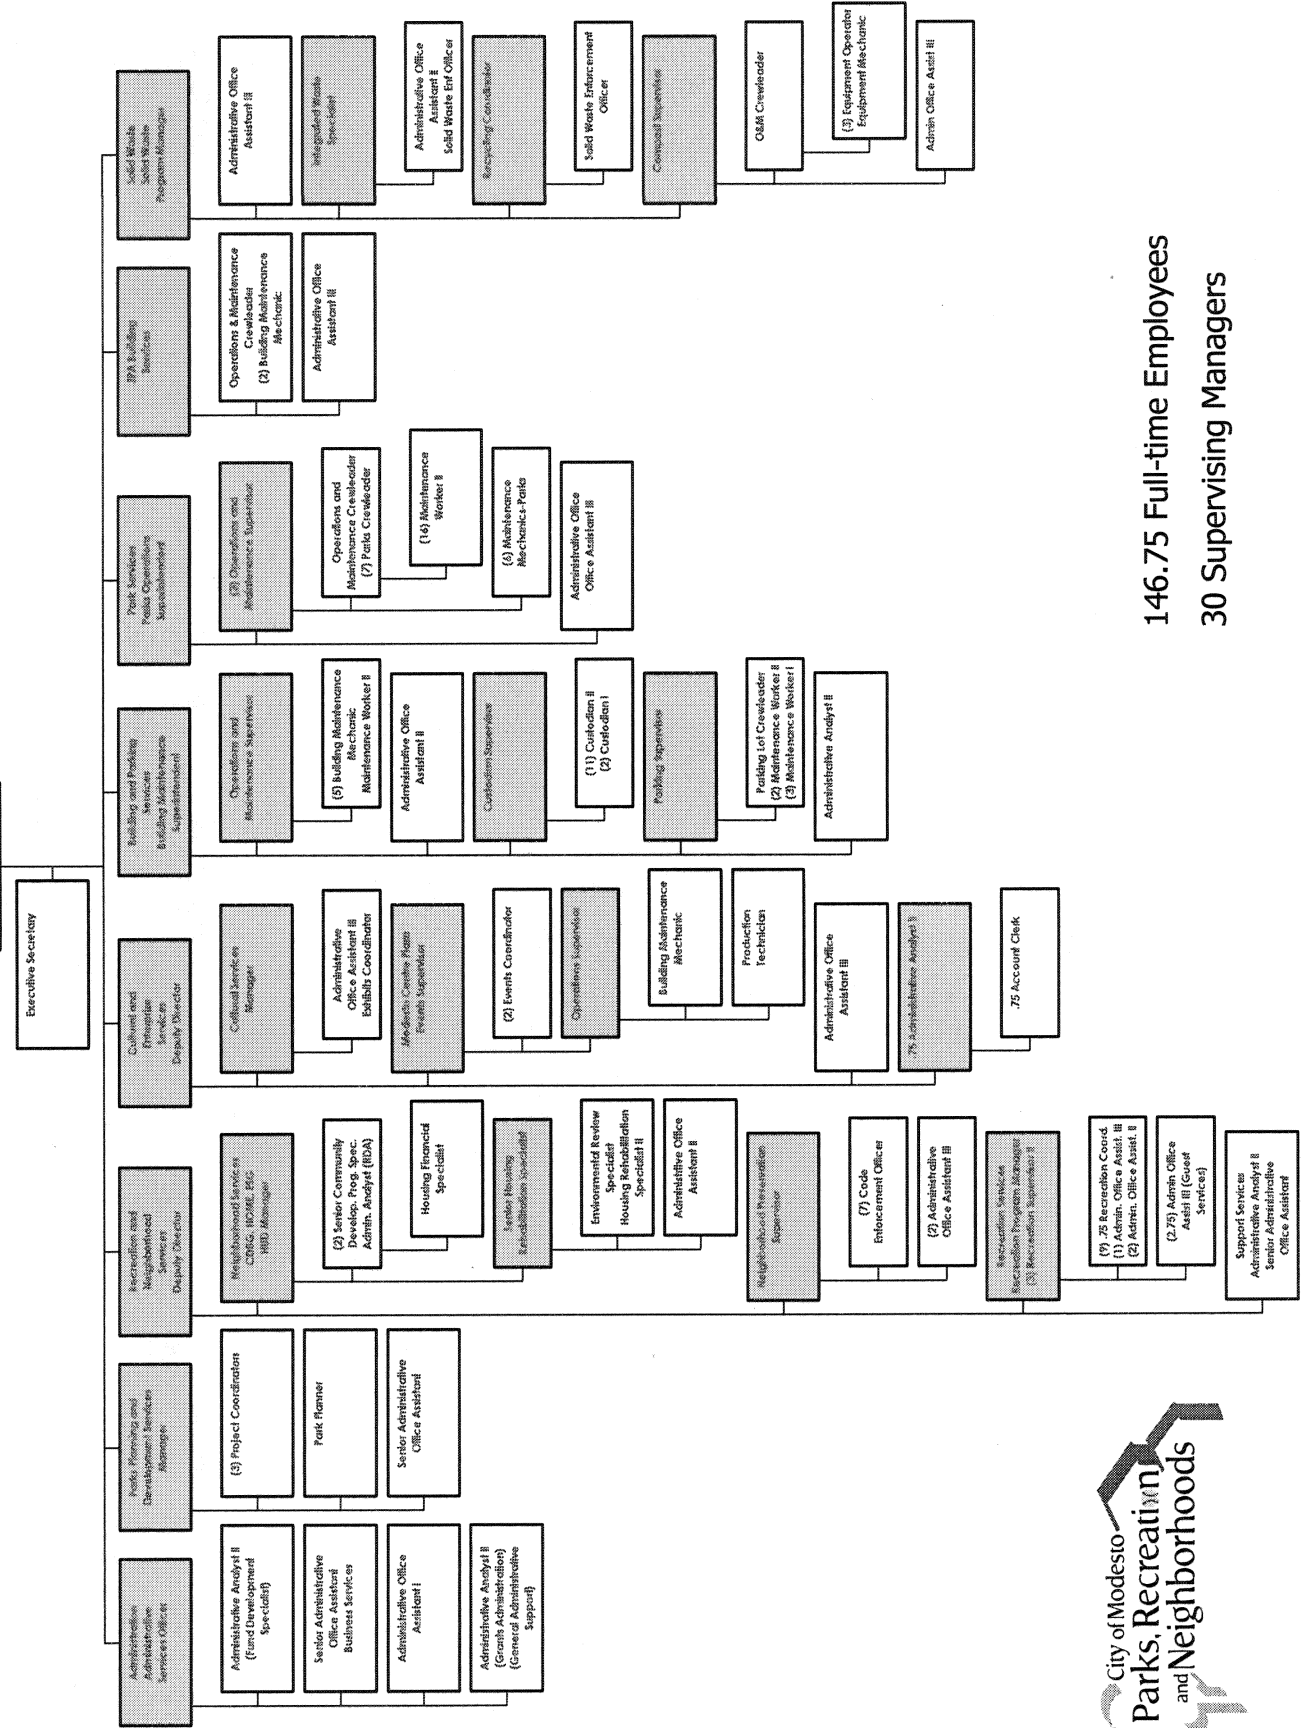 Executive Secretary
Administration
Administrative
Services Officer
Administrative Analyst II
(Fund Development
Specialist)
Senior Administrative
Office Assistant
Business Services
Administrative Office
Assistant I
Administrative Analyst II
(Grants Administration)
(General Administrative
Support)
Parks Planning and
Development Services
Manager
(3) Project Coordinators
Park Planner
Senior Administrative
Office Assistant
Recreation and
Neighborhood
Services
Deputy Director
Neighborhood Services
CDBG, HOME, ESG
HUD Manager
(2) Senior Community
Develop. Prog. Spec.
Admin. Analyst (RDA)
Housing Financial
Specialist
Senior Housing
Rehabilitation Specialist
Environmental Review
Specialist
Housing Rehabilitation
Specialist II
Administrative Office
Assistant II
Neighborhood Preservation
Supervisor
(7) Code
Enforcement Officer
(2) Administrative
Office Assistant III
Recreation Services
Recreation Program Manager
(3) Recreation Supervisor II
(9) .75 Recreation Coord.
(1) Admin. Office Assist. III
(2) Admin. Office Assist. II
(2.75) Admin Office
Assist III (Guest
Services)
Support Services
Administrative Analyst II
Senior Administrative
Office Assistant
Cultural and
Enterprise
Services
Deputy Director
Cultural Services
Manager
Administrative
Office Assistant III
Exhibits Coordinator
Modesto Centre Plaza
Events Supervisor
(2) Events Coordinator
Operations Supervisor
Building Maintenance
Mechanic
Production
Technician
Administrative Office
Assistant III
.75 Administrative Analyst II
.75 Account Clerk
Building and Parking
Services
Building Maintenance
Superintendent
Operations and
Maintenance Supervisor
(5) Building Maintenance
Mechanic
Maintenance Worker II
Administrative Office
Assistant II
Custodian Supervisor
(11) Custodian II
(2) Custodian I
Parking Supervisor
Parking Lot Crewleader
(2) Maintenance Worker II
(3) Maintenance Worker I
Administrative Analyst II
Park Services
Parks Operations
Superintendent
Operations and
Maintenance Supervisor
Operations and
Maintenance Crewleader
(7) Parks Crewleader
(16) Maintenance
Worker II
(6) Maintenance
Mechanics-Parks
Administrative Office
Office Assistant III
JPA Building
Services
Operations & Maintenance
Crewleader
(2) Building Maintenance
Mechanic
Administrative Office
Assistant III
Solid Waste
Solid Waste
Program Manager
Administrative Office
Assistant III
Integrated Waste
Specialist
Administrative Office
Assistant II
Solid Waste Enf Officer
Recycling Coordinator
Solid Waste Enforcement
Officer
Compost Supervisor
O&M Crewleader
(3) Equipment Operator
Equipment Mechanic
Admin Office Assist III
146.75 Full-time Employees
30 Supervising Managers
City of Modesto
Parks, Recreation
and Neighborhoods